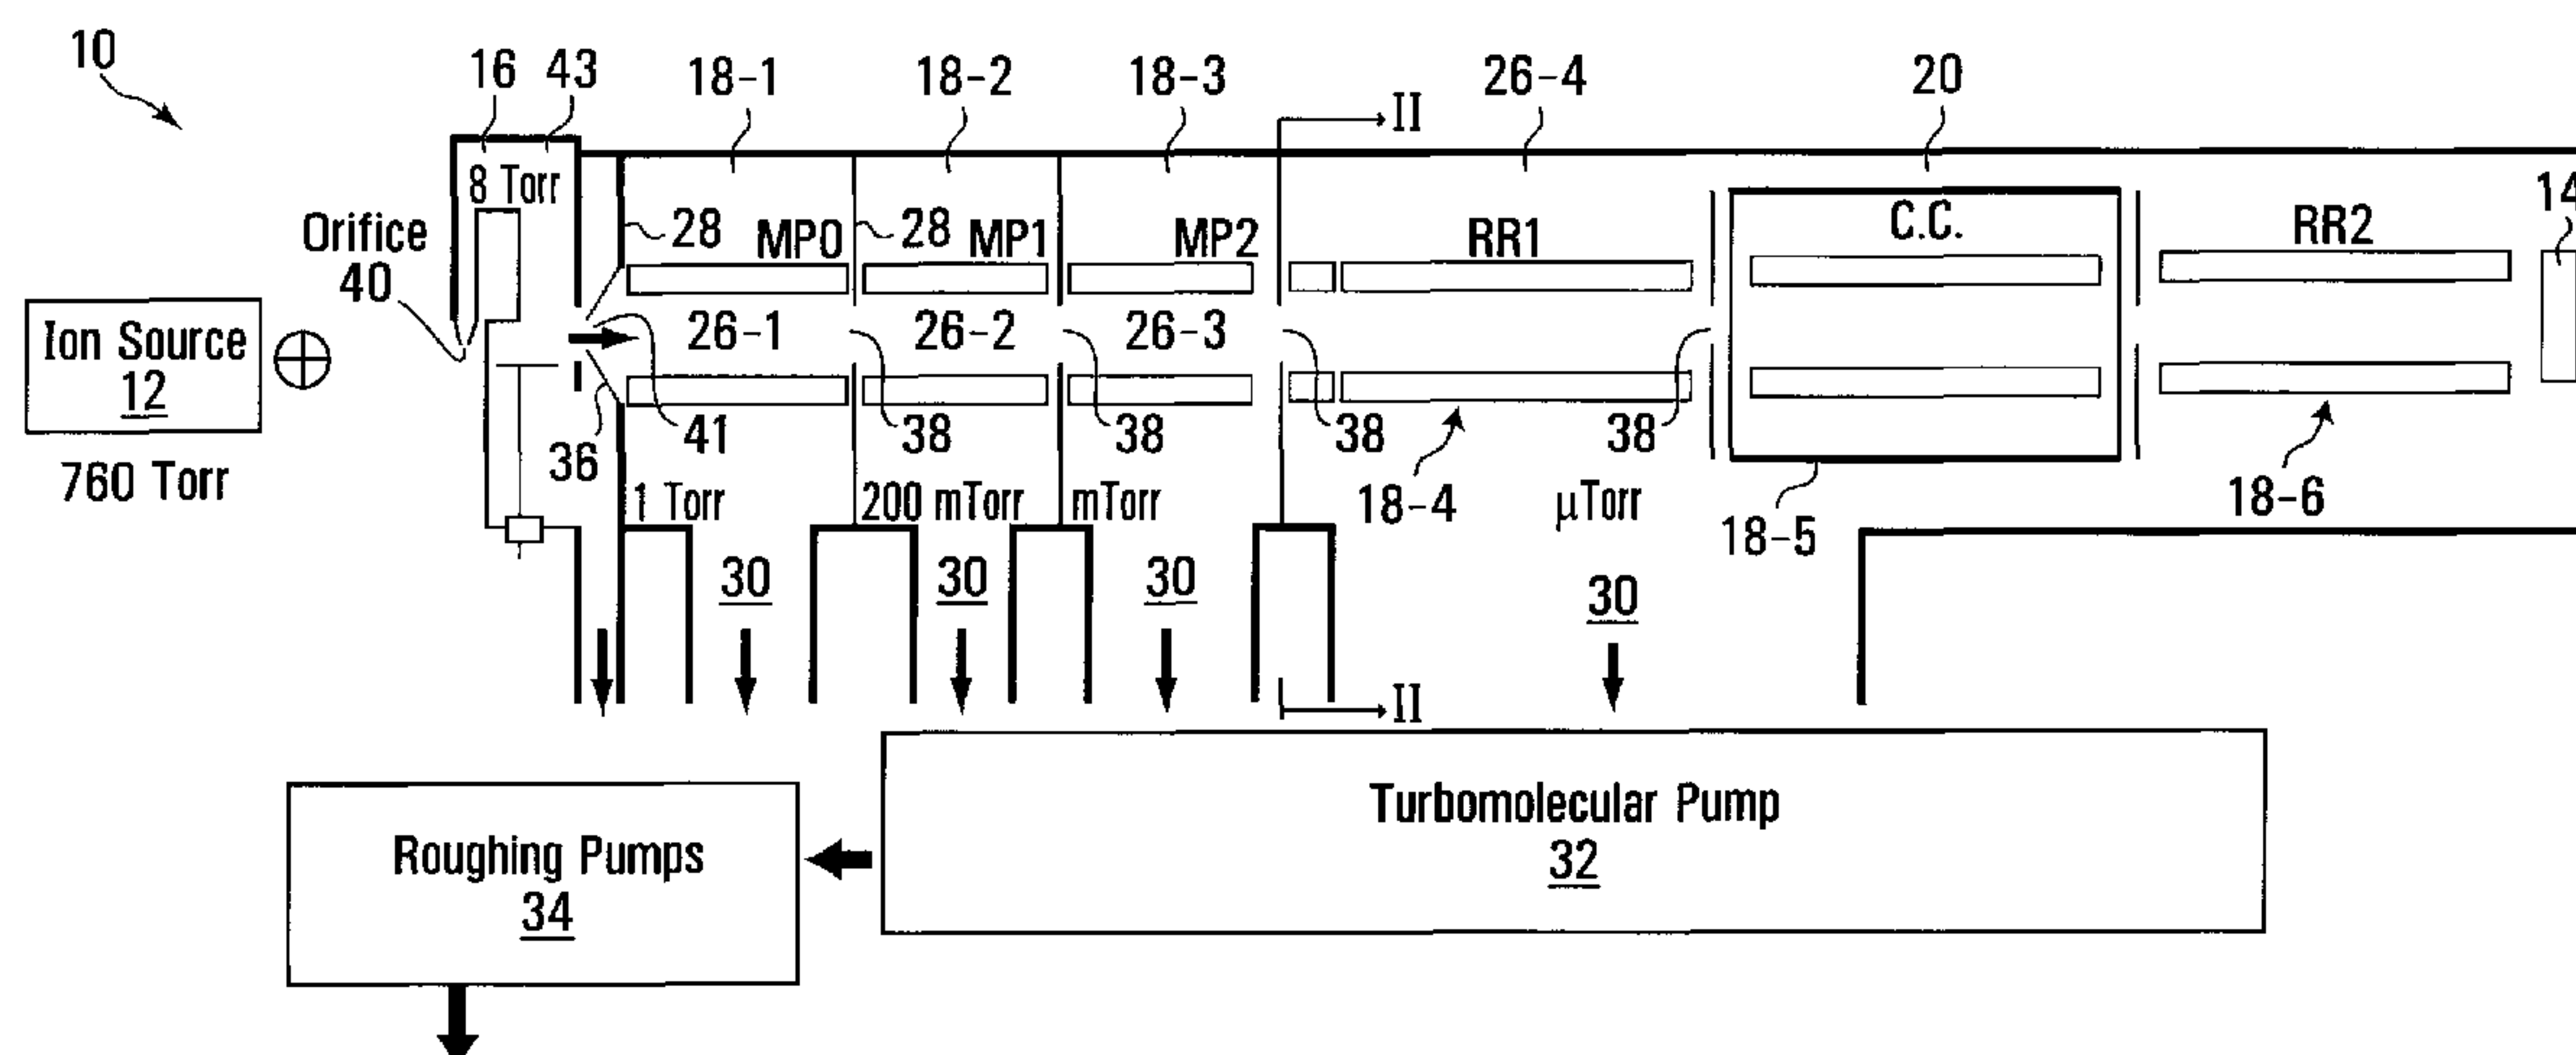 10
16 43
18-1
18-2
18-3
II
26-4
20
14
8 Torr
Orifice
40
28
MP0
28
MP1
MP2
RR1
C.C.
RR2
Ion Source
12
760 Torr
26-1
26-2
26-3
36
41
38
38
38
38
18-4
18-5
18-6
1 Torr
200 mTorr
mTorr
µTorr
30
30
30
30
II
Turbomolecular Pump
32
Roughing Pumps
34